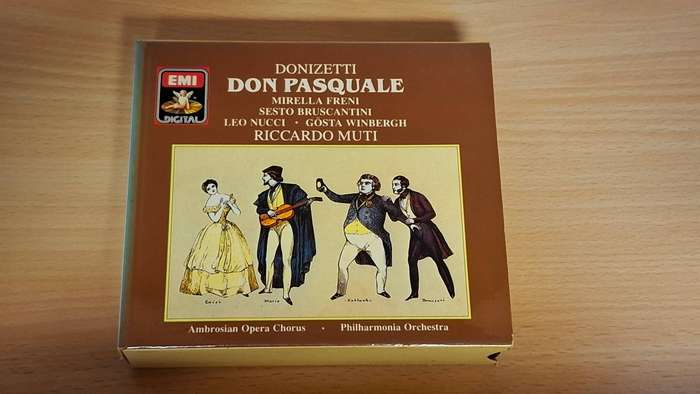 EMI
DIGITAL
DONIZETTI
DON PASQUALE
MIRELLA FRENI
SESTO BRUSCANTINI
LEO NUCCI · GÖSTA WINBERGH
RICCARDO MUTI
Mario
Ambrosian Opera Chorus · Philharmonia Orchestra